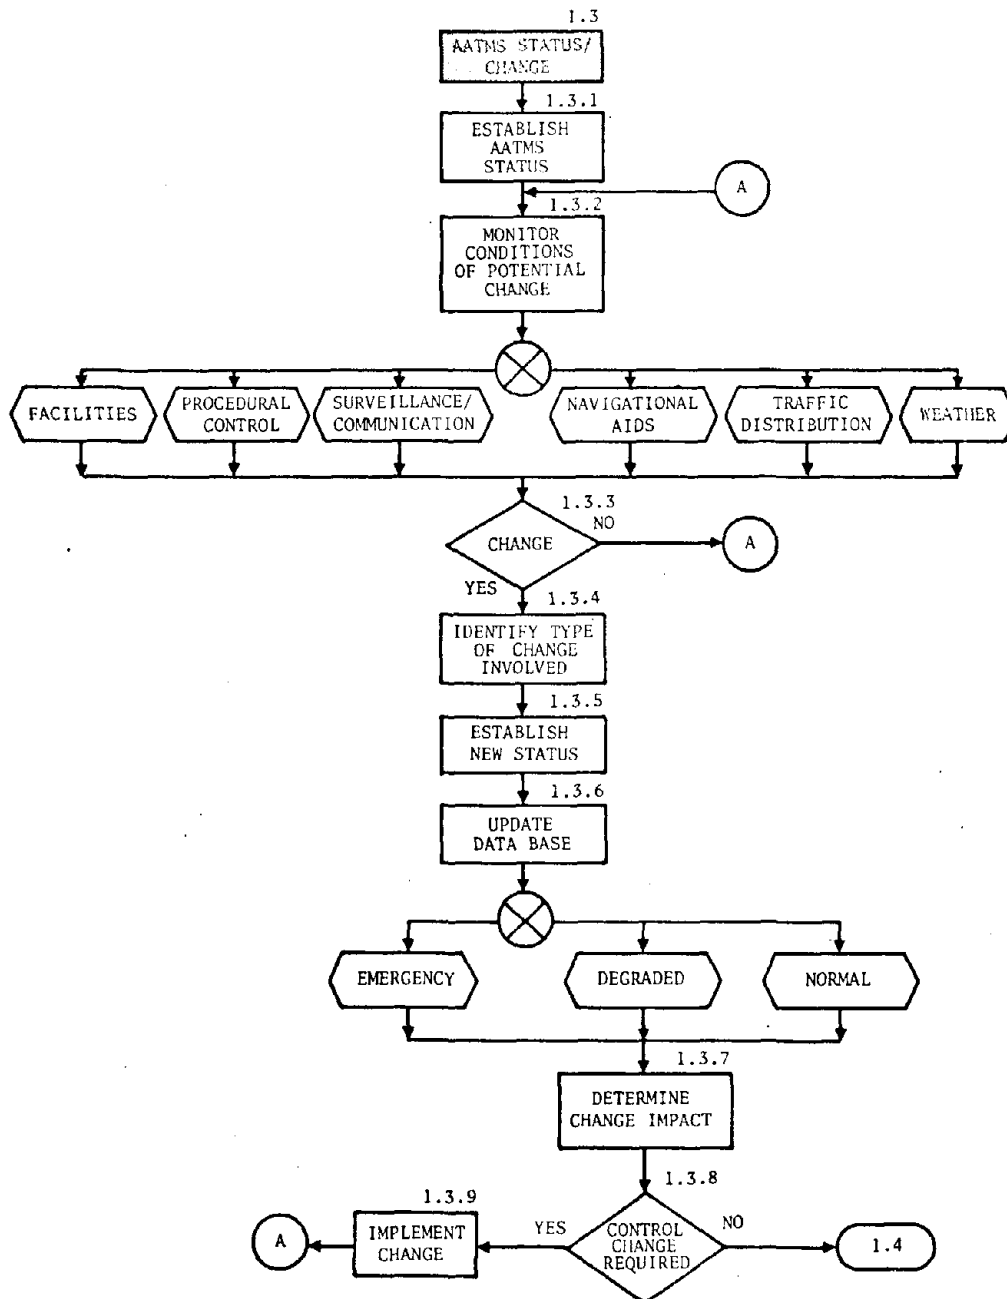 1.3
AATMS STATUS/
CHANGE
1.3.1
ESTABLISH
AATMS
STATUS
A
1.3.2
MONITOR
CONDITIONS
OF POTENTIAL
CHANGE
FACILITIES
PROCEDURAL
CONTROL
SURVEILLANCE/
COMMUNICATION
NAVIGATIONAL
AIDS
TRAFFIC
DISTRIBUTION
WEATHER
1.3.3
CHANGE
NO
A
YES
1.3.4
IDENTIFY TYPE
OF CHANGE
INVOLVED
1.3.5
ESTABLISH
NEW STATUS
1.3.6
UPDATE
DATA BASE
EMERGENCY
DEGRADED
NORMAL
1.3.7
DETERMINE
CHANGE IMPACT
1.3.8
CONTROL
CHANGE
REQUIRED
YES
NO
1.3.9
IMPLEMENT
CHANGE
A
1.4